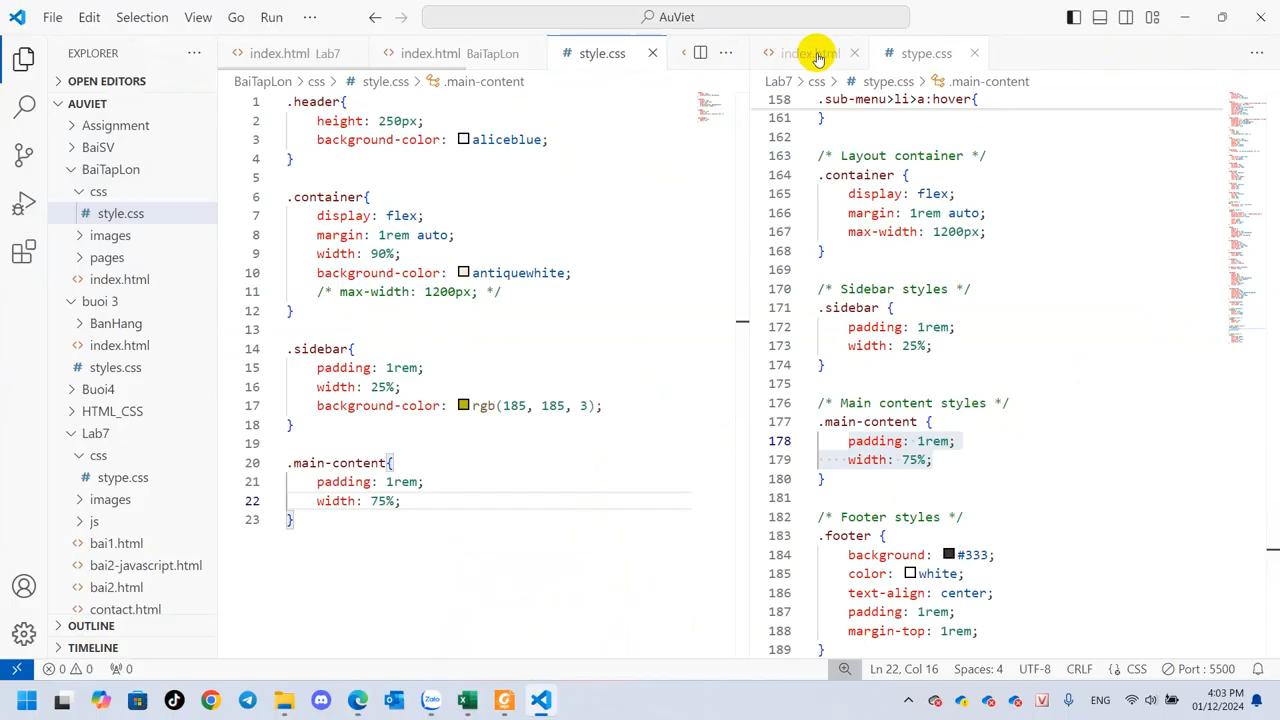 File Edit Selection View Go Run ··· AuViet
EXPLORER ···
OPEN EDITORS
AUVIET
Assignment
BaiSV
BaiTapLon
css
# style.css
images
pages
<> index.html
buoi 3
BanHang
<> index.html
# styles.css
Buoi4
HTML_CSS
Lab7
css
# stype.css
images
js
<> bai1.html
<> bai2-javascript.html
<> bai2.html
<> contact.html
OUTLINE
TIMELINE
<> index.html Lab7 <> index.html BaiTapLon # style.css ···
BaiTapLon > css > # style.css > .main-content
1 .header{
2 height: 250px;
3 background-color: aliceblue;
4 }
5
6 .container{
7 display: flex;
8 margin: 1rem auto;
9 width: 90%;
10 background-color: antiquewhite;
11 /* max-width: 1200px; */
12 }
13
14 .sidebar{
15 padding: 1rem;
16 width: 25%;
17 background-color: rgb(185, 185, 3);
18 }
19
20 .main-content{
21 padding: 1rem;
22 width: 75%;
23 }
<> index.html # stype.css ···
Lab7 > css > # stype.css > .main-content
158 .sub-menu>li>a:hover{
161 }
162
163 /* Layout container */
164 .container {
165 display: flex;
166 margin: 1rem auto;
167 max-width: 1200px;
168 }
169
170 /* Sidebar styles */
171 .sidebar {
172 padding: 1rem;
173 width: 25%;
174 }
175
176 /* Main content styles */
177 .main-content {
178 padding: 1rem;
179 width: 75%;
180 }
181
182 /* Footer styles */
183 .footer {
184 background: #333;
185 color: white;
186 text-align: center;
187 padding: 1rem;
188 margin-top: 1rem;
189 }
0 0 0 Ln 22, Col 16 Spaces: 4 UTF-8 CRLF {} CSS Port : 5500
Zalo ENG 4:03 PM
01/12/2024